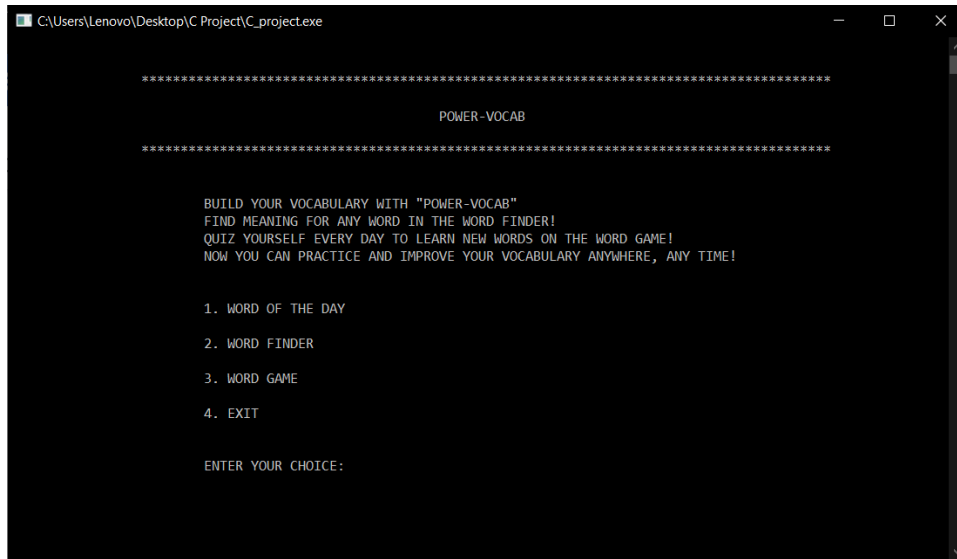 C:\Users\Lenovo\Desktop\C Project\C_project.exe
****************************************************************************************
POWER-VOCAB
****************************************************************************************
BUILD YOUR VOCABULARY WITH "POWER-VOCAB"
FIND MEANING FOR ANY WORD IN THE WORD FINDER!
QUIZ YOURSELF EVERY DAY TO LEARN NEW WORDS ON THE WORD GAME!
NOW YOU CAN PRACTICE AND IMPROVE YOUR VOCABULARY ANYWHERE, ANY TIME!
1. WORD OF THE DAY
2. WORD FINDER
3. WORD GAME
4. EXIT
ENTER YOUR CHOICE: